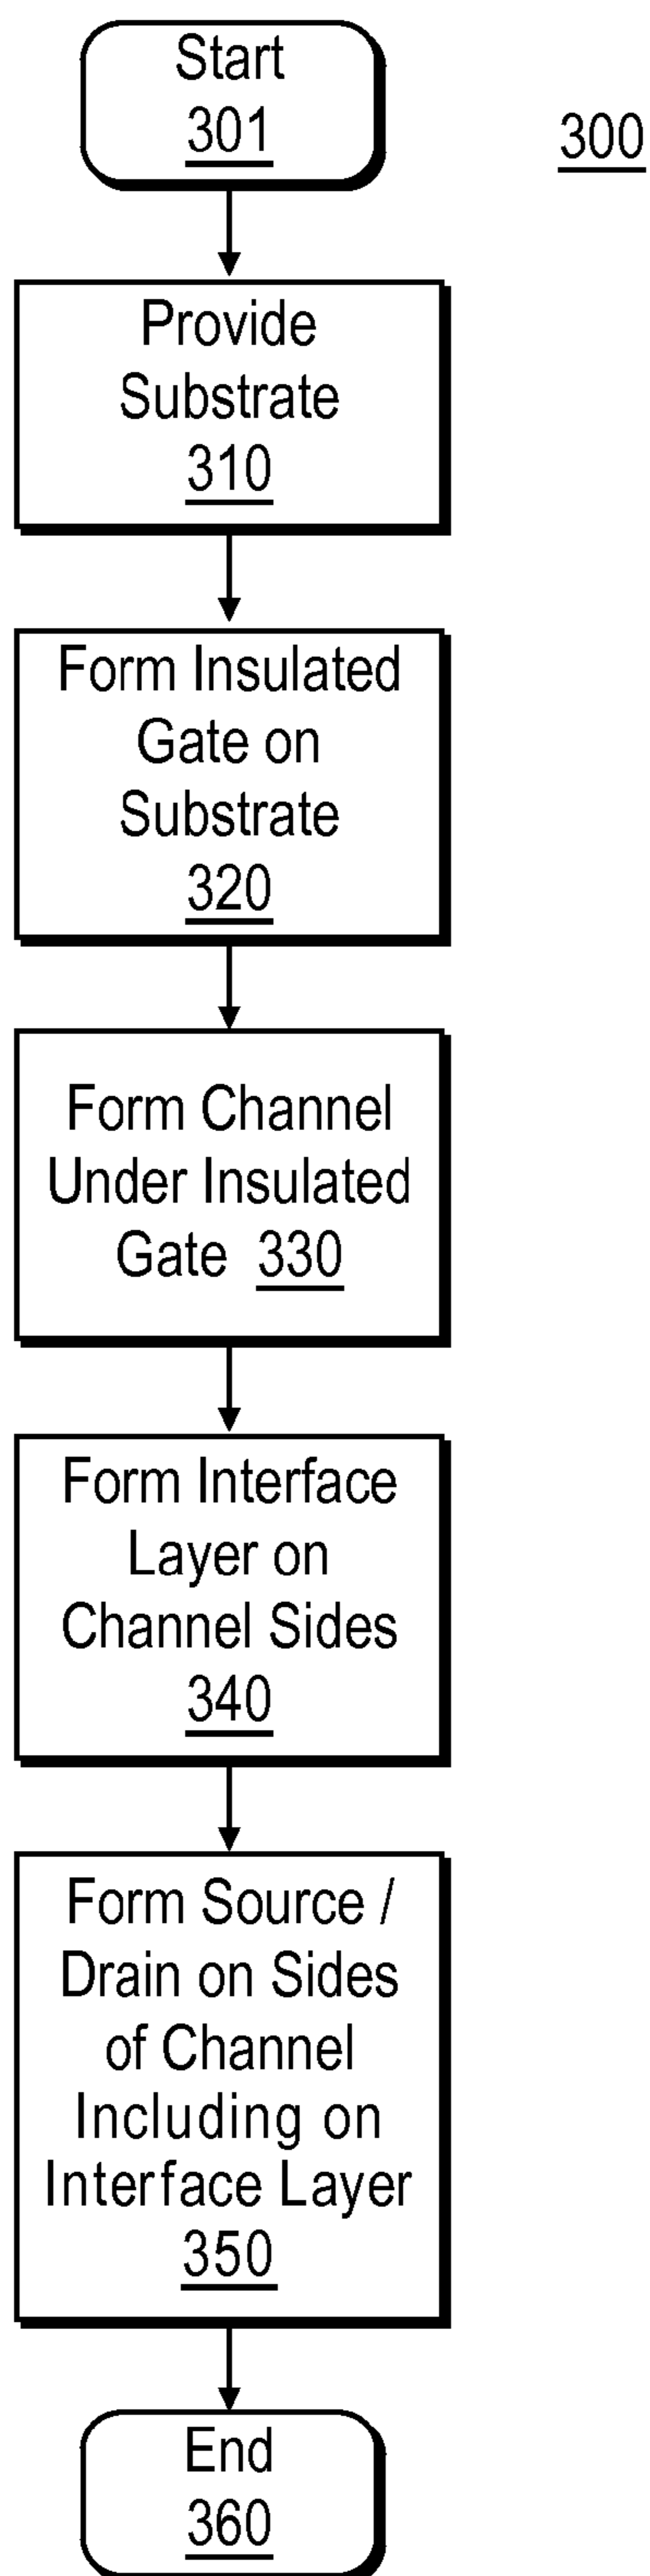 Start
301
300
Provide
Substrate
310
Form Insulated
Gate on
Substrate
320
Form Channel
Under Insulated
Gate 330
Form Interface
Layer on
Channel Sides
340
Form Source /
Drain on Sides
of Channel
Including on
Interface Layer
350
End
360